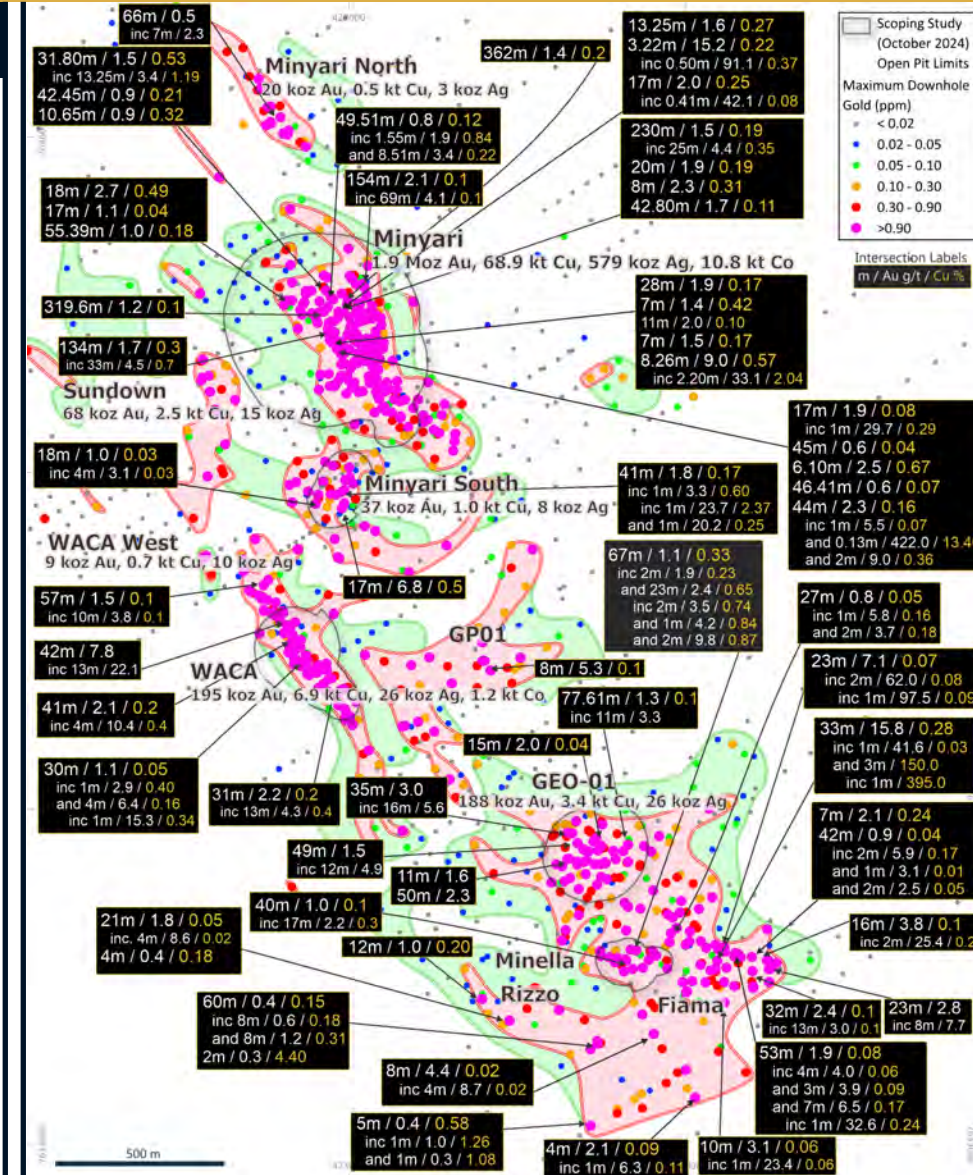 66m / 0.5
inc 7m / 2.3
31.80m / 1.5 / 0.53
inc 13.25m / 3.4 / 1.19
42.45m / 0.9 / 0.21
10.65m / 0.9 / 0.32
Minyari North
20 koz Au, 0.5 kt Cu, 3 koz Ag
49.51m / 0.8 / 0.12
inc 1.55m / 1.9 / 0.84
and 8.51m / 3.4 / 0.22
154m / 2.1 / 0.1
inc 69m / 4.1 / 0.1
362m / 1.4 / 0.2
13.25m / 1.6 / 0.27
3.22m / 15.2 / 0.22
inc 0.50m / 91.1 / 0.37
17m / 2.0 / 0.25
inc 0.41m / 42.1 / 0.08
230m / 1.5 / 0.19
inc 25m / 4.4 / 0.35
20m / 1.9 / 0.19
8m / 2.3 / 0.31
42.80m / 1.7 / 0.11
Scoping Study
(October 2024)
Open Pit Limits
Maximum Downhole
Gold (ppm)
< 0.02
0.02 - 0.05
0.05 - 0.10
0.10 - 0.30
0.30 - 0.90
>0.90
Intersection Labels
m / Au g/t / Cu %
18m / 2.7 / 0.49
17m / 1.1 / 0.04
55.39m / 1.0 / 0.18
Minyari
1.9 Moz Au, 68.9 kt Cu, 579 koz Ag, 10.8 kt Co
319.6m / 1.2 / 0.1
134m / 1.7 / 0.3
inc 33m / 4.5 / 0.7
28m / 1.9 / 0.17
7m / 1.4 / 0.42
11m / 2.0 / 0.10
7m / 1.5 / 0.17
8.26m / 9.0 / 0.57
inc 2.20m / 33.1 / 2.04
Sundown
68 koz Au, 2.5 kt Cu, 15 koz Ag
17m / 1.9 / 0.08
inc 1m / 29.7 / 0.29
45m / 0.6 / 0.04
6.10m / 2.5 / 0.67
46.41m / 0.6 / 0.07
44m / 2.3 / 0.16
inc 1m / 5.5 / 0.07
and 0.13m / 422.0 / 13.4
and 2m / 9.0 / 0.36
18m / 1.0 / 0.03
inc 4m / 3.1 / 0.03
Minyari South
37 koz Au, 1.0 kt Cu, 8 koz Ag
41m / 1.8 / 0.17
inc 1m / 3.3 / 0.60
inc 1m / 23.7 / 2.37
and 1m / 20.2 / 0.25
WACA West
9 koz Au, 0.7 kt Cu, 10 koz Ag
17m / 6.8 / 0.5
67m / 1.1 / 0.33
inc 2m / 1.9 / 0.23
and 23m / 2.4 / 0.65
inc 2m / 3.5 / 0.74
and 1m / 4.2 / 0.84
and 2m / 9.8 / 0.87
57m / 1.5 / 0.1
inc 10m / 3.8 / 0.1
42m / 7.8
inc 13m / 22.1
GP01
8m / 5.3 / 0.1
27m / 0.8 / 0.05
inc 1m / 5.8 / 0.16
and 2m / 3.7 / 0.18
WACA
195 koz Au, 6.9 kt Cu, 26 koz Ag, 1.2 kt Co
41m / 2.1 / 0.2
inc 4m / 10.4 / 0.4
77.61m / 1.3 / 0.1
inc 11m / 3.3
23m / 7.1 / 0.07
inc 2m / 62.0 / 0.08
inc 1m / 97.5 / 0.09
15m / 2.0 / 0.04
33m / 15.8 / 0.28
inc 1m / 41.6 / 0.03
and 3m / 150.0
inc 1m / 395.0
30m / 1.1 / 0.05
inc 1m / 2.9 / 0.40
and 4m / 6.4 / 0.16
inc 1m / 15.3 / 0.34
31m / 2.2 / 0.2
inc 13m / 4.3 / 0.4
35m / 3.0
inc 16m / 5.6
GEO-01
188 koz Au, 3.4 kt Cu, 26 koz Ag
7m / 2.1 / 0.24
42m / 0.9 / 0.04
inc 2m / 5.9 / 0.17
and 1m / 3.1 / 0.01
and 2m / 2.5 / 0.05
49m / 1.5
inc 12m / 4.9
11m / 1.6
50m / 2.3
40m / 1.0 / 0.1
inc 17m / 2.2 / 0.3
16m / 3.8 / 0.1
inc 2m / 25.4 / 0.2
21m / 1.8 / 0.05
inc. 4m / 8.6 / 0.02
4m / 0.4 / 0.18
12m / 1.0 / 0.20
Minella
Rizzo
Fiama
60m / 0.4 / 0.15
inc 8m / 0.6 / 0.18
and 8m / 1.2 / 0.31
2m / 0.3 / 4.40
32m / 2.4 / 0.1
inc 13m / 3.0 / 0.1
23m / 2.8
inc 8m / 7.7
8m / 4.4 / 0.02
inc 4m / 8.7 / 0.02
53m / 1.9 / 0.08
inc 4m / 4.0 / 0.06
and 3m / 3.9 / 0.09
and 7m / 6.5 / 0.17
inc 1m / 32.6 / 0.24
5m / 0.4 / 0.58
inc 1m / 1.0 / 1.26
and 1m / 0.3 / 1.08
4m / 2.1 / 0.09
inc 1m / 6.3 / 0.11
10m / 3.1 / 0.06
inc 1m / 23.4 / 0.06
500 m